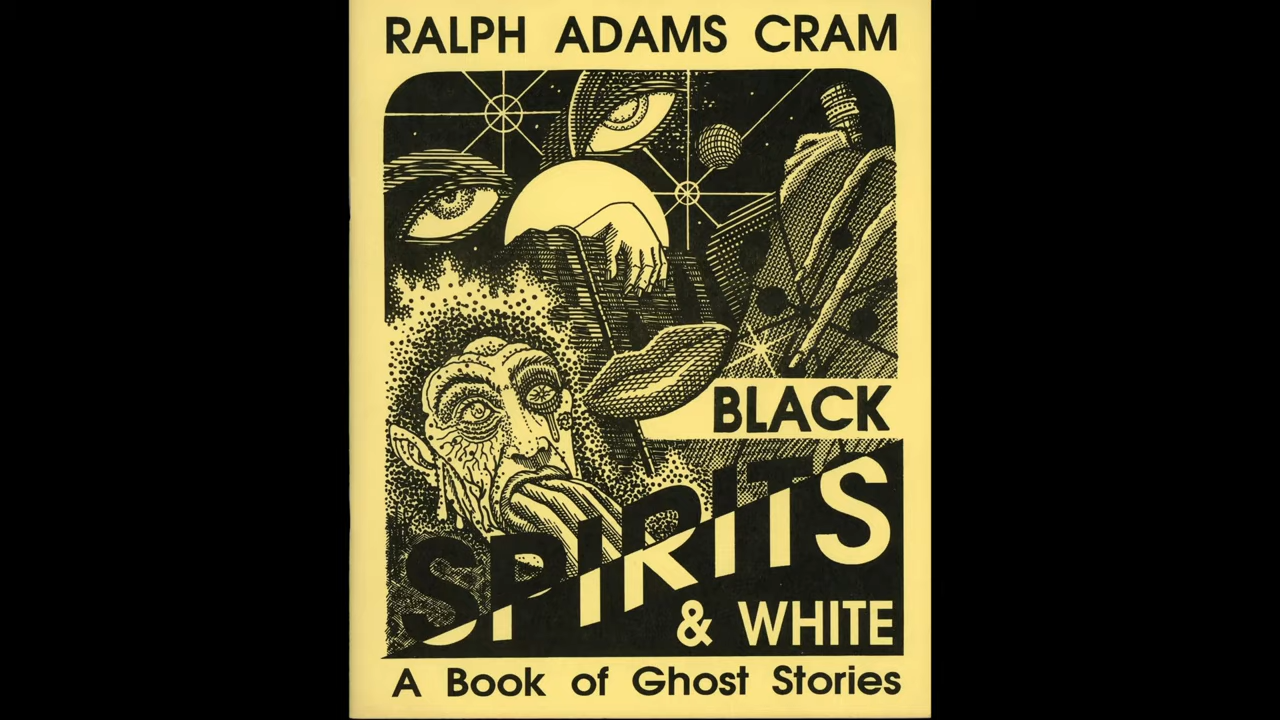 RALPH ADAMS CRAM
BLACK
SPIRITS
& WHITE
A Book of Ghost Stories